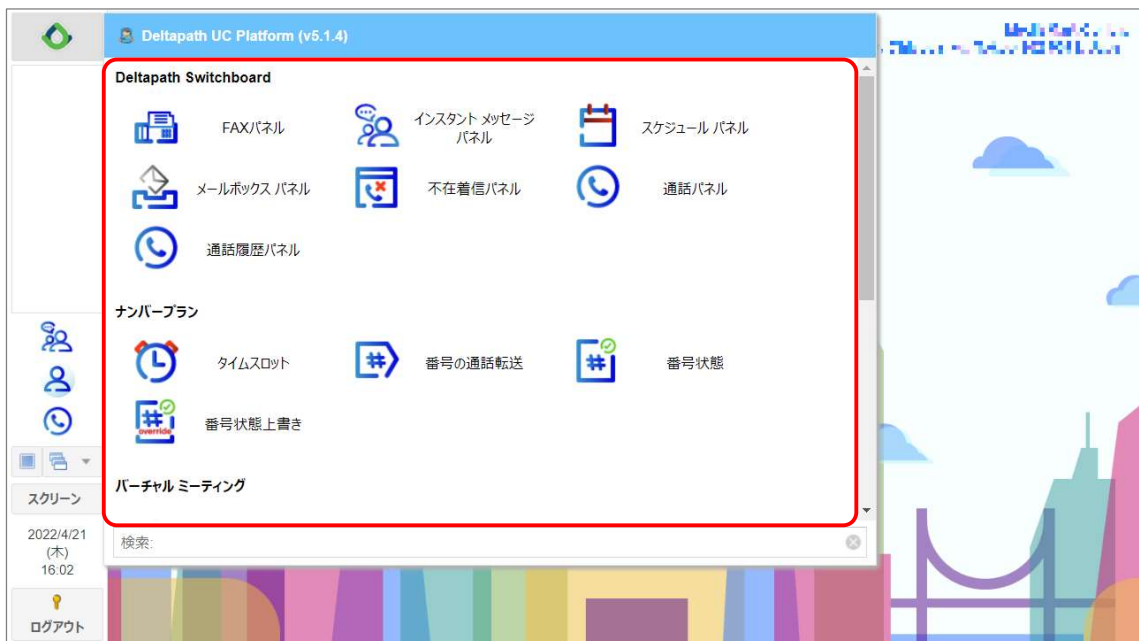 Deltapath UC Platform (v5.1.4)
Deltapath Switchboard
FAXパネル
インスタント メッセージ
パネル
スケジュール パネル
メールボックス パネル
不在着信パネル
通話パネル
通話履歴パネル
ナンバープラン
タイムスロット
番号の通話転送
番号状態
override
番号状態上書き
バーチャル ミーティング
検索:
スクリーン
2022/4/21
(木)
16:02
ログアウト